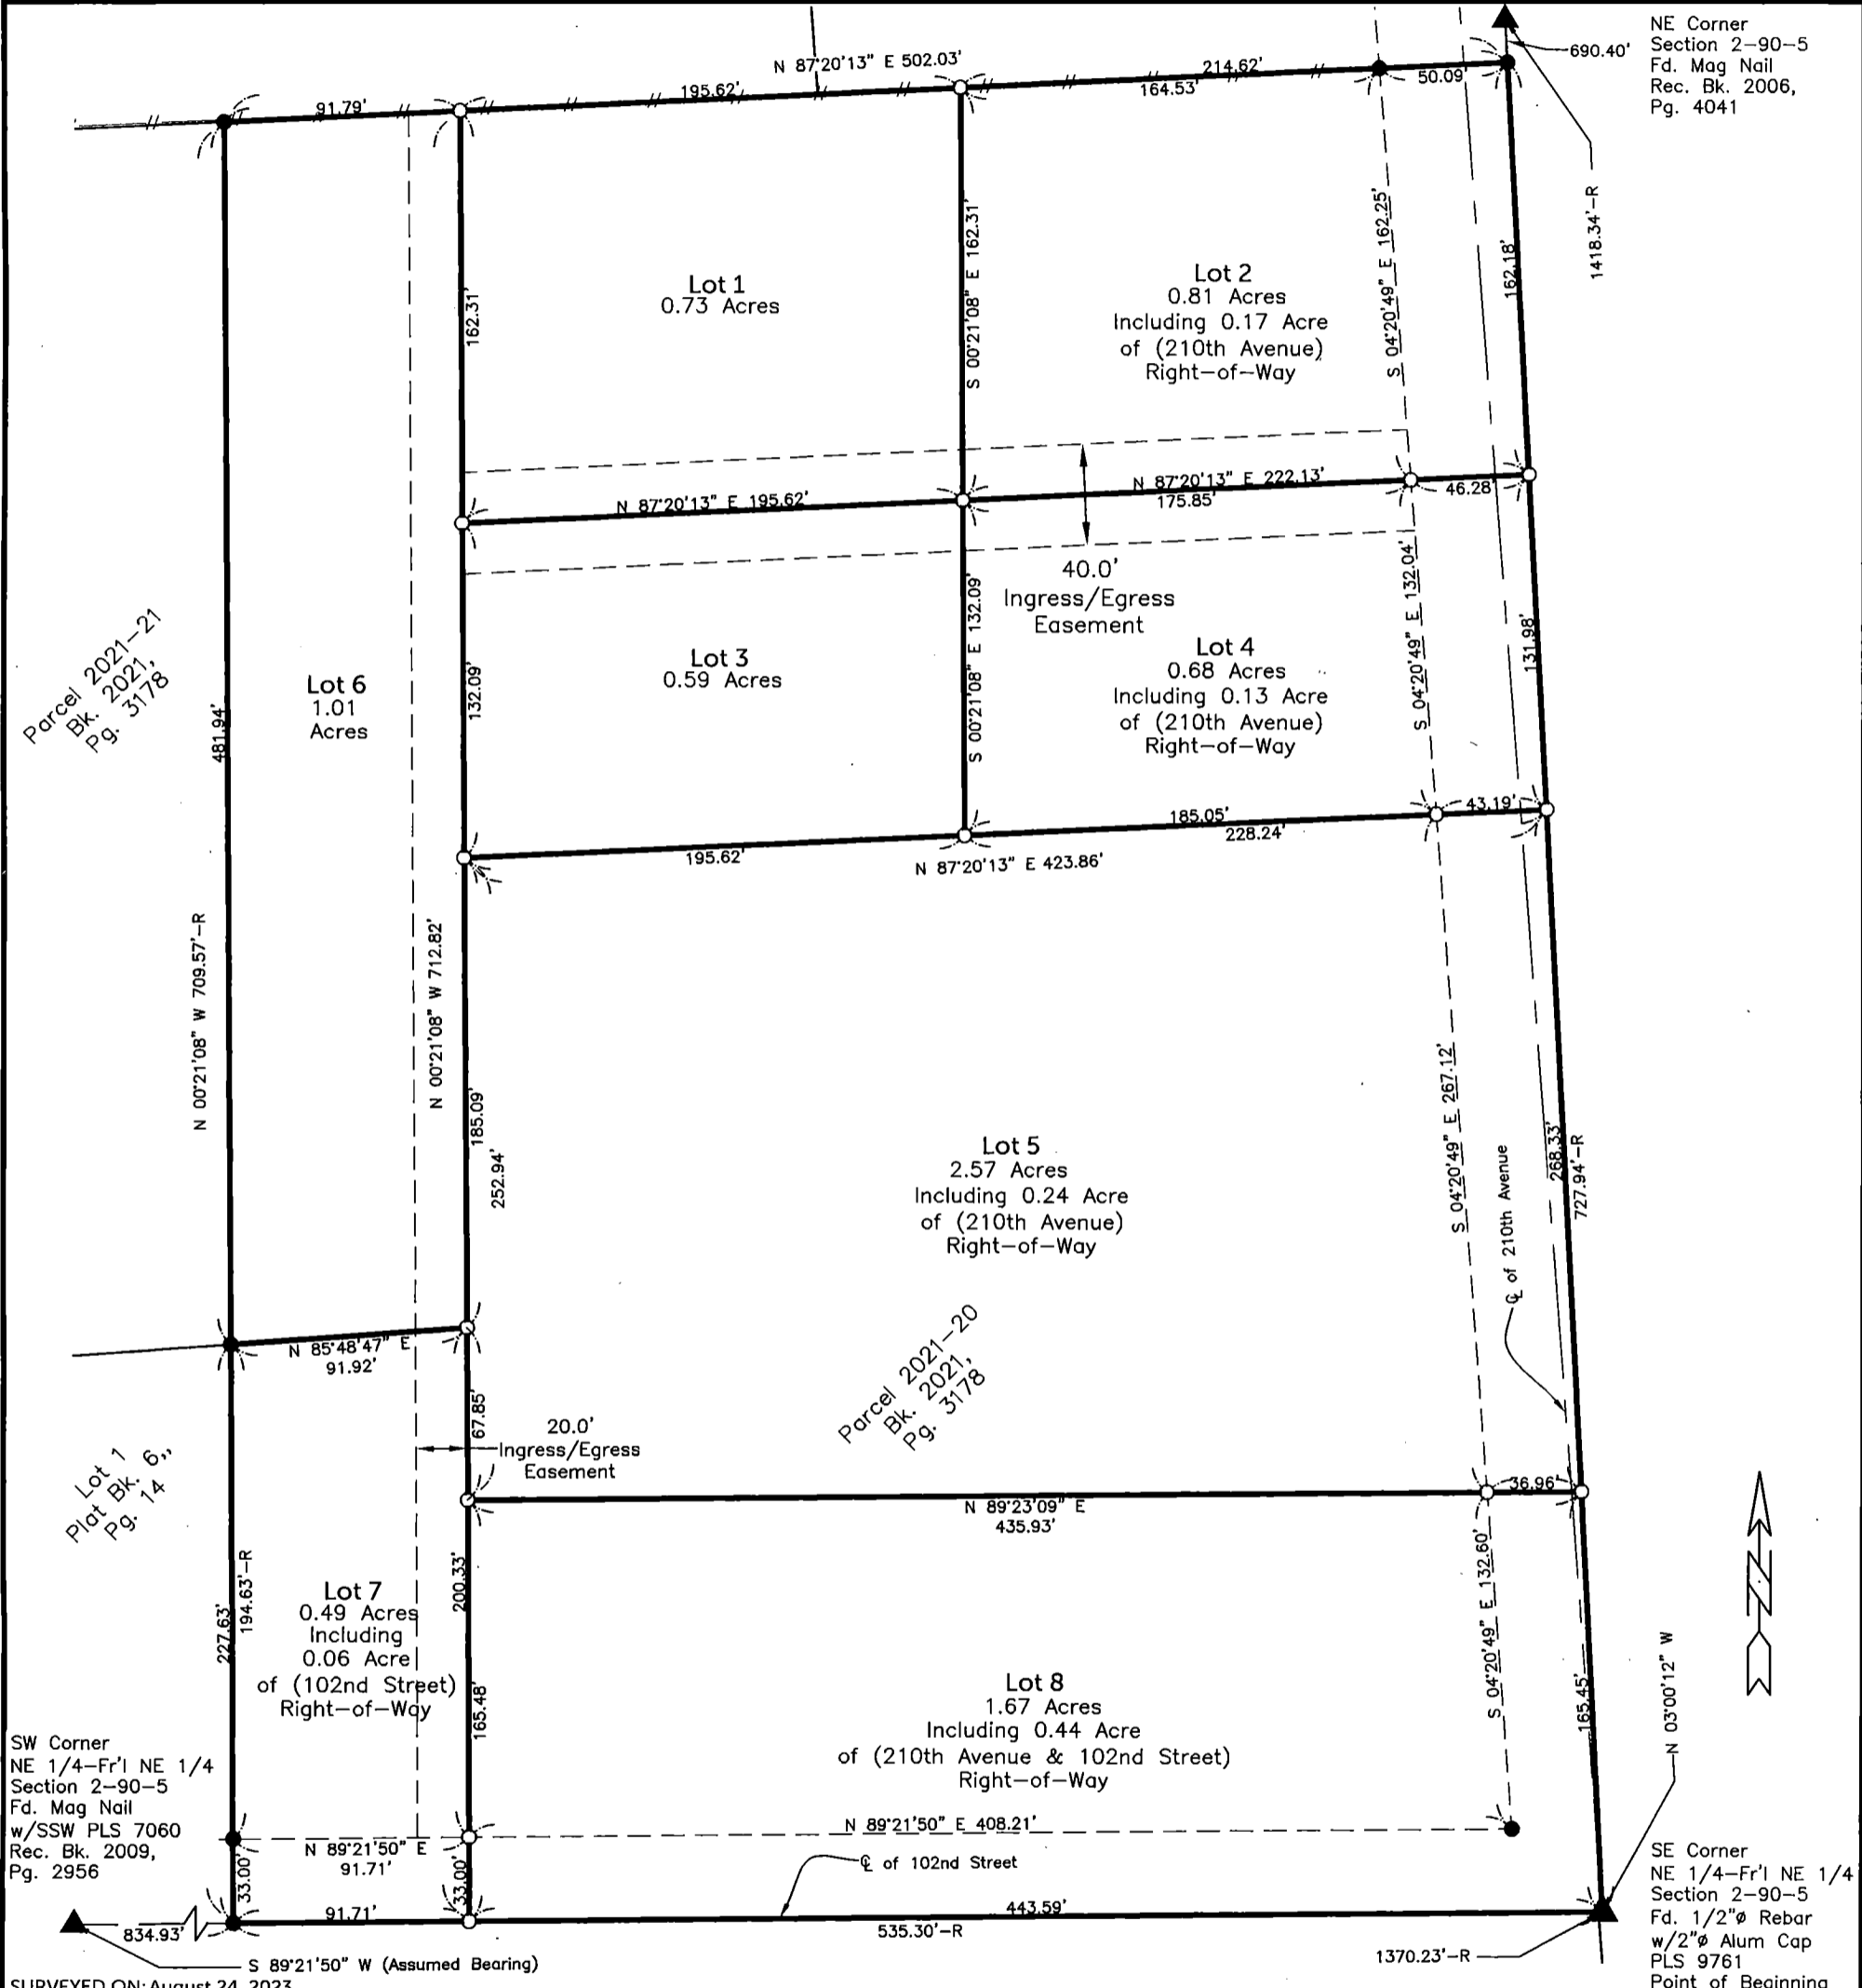 N 87°20'13" E 502.03'
91.79'
195.62'
214.62'
164.53'
50.09'
690.40'
NE Corner
Section 2-90-5
Fd. Mag Nail
Rec. Bk. 2006,
Pg. 4041
1418.34'-R
162.31'
Lot 1
0.73 Acres
S 00°21'08" E 162.31'
Lot 2
0.81 Acres
Including 0.17 Acre
of (210th Avenue)
Right-of-Way
S 04°20'49" E 162.25'
162.18'
N 87°20'13" E 195.62'
N 87°20'13" E 222.13'
175.85'
46.28'
40.0'
Ingress/Egress
Easement
Parcel 2021-21
Bk. 2021,
Pg. 3178
481.94'
Lot 6
1.01
Acres
132.09'
Lot 3
0.59 Acres
S 00°21'08" E 132.09'
Lot 4
0.68 Acres
Including 0.13 Acre
of (210th Avenue)
Right-of-Way
S 04°20'49" E 132.04'
131.98'
195.62'
185.05'
43.19'
228.24'
N 87°20'13" E 423.86'
N 00°21'08" W 709.57'-R
N 00°21'08" W 712.82'
185.09'
252.94'
Lot 5
2.57 Acres
Including 0.24 Acre
of (210th Avenue)
Right-of-Way
S 04°20'49" E 267.12'
℄ of 210th Avenue
268.33'
727.94'-R
N 85°48'47" E
91.92'
Parcel 2021-20
Bk. 2021,
Pg. 3178
67.85'
20.0'
Ingress/Egress
Easement
Lot 1
Plat Bk. 6,,
Pg. 14
N 89°23'09" E
435.93'
36.96'
227.63'
194.63'-R
Lot 7
0.49 Acres
Including
0.06 Acre
of (102nd Street)
Right-of-Way
200.33'
165.48'
Lot 8
1.67 Acres
Including 0.44 Acre
of (210th Avenue & 102nd Street)
Right-of-Way
S 04°20'49" E 132.60'
165.45'
N 03°00'12" W
N
SW Corner
NE 1/4-Fr'l NE 1/4
Section 2-90-5
Fd. Mag Nail
w/SSW PLS 7060
Rec. Bk. 2009,
Pg. 2956
N 89°21'50" E
91.71'
33.00'
33.00'
N 89°21'50" E 408.21'
℄ of 102nd Street
834.93'
91.71'
443.59'
535.30'-R
S 89°21'50" W (Assumed Bearing)
1370.23'-R
SE Corner
NE 1/4-Fr'l NE 1/4
Section 2-90-5
Fd. 1/2"ø Rebar
w/2"ø Alum Cap
PLS 9761
Point of Beginning
SURVEYED ON: August 24, 2023